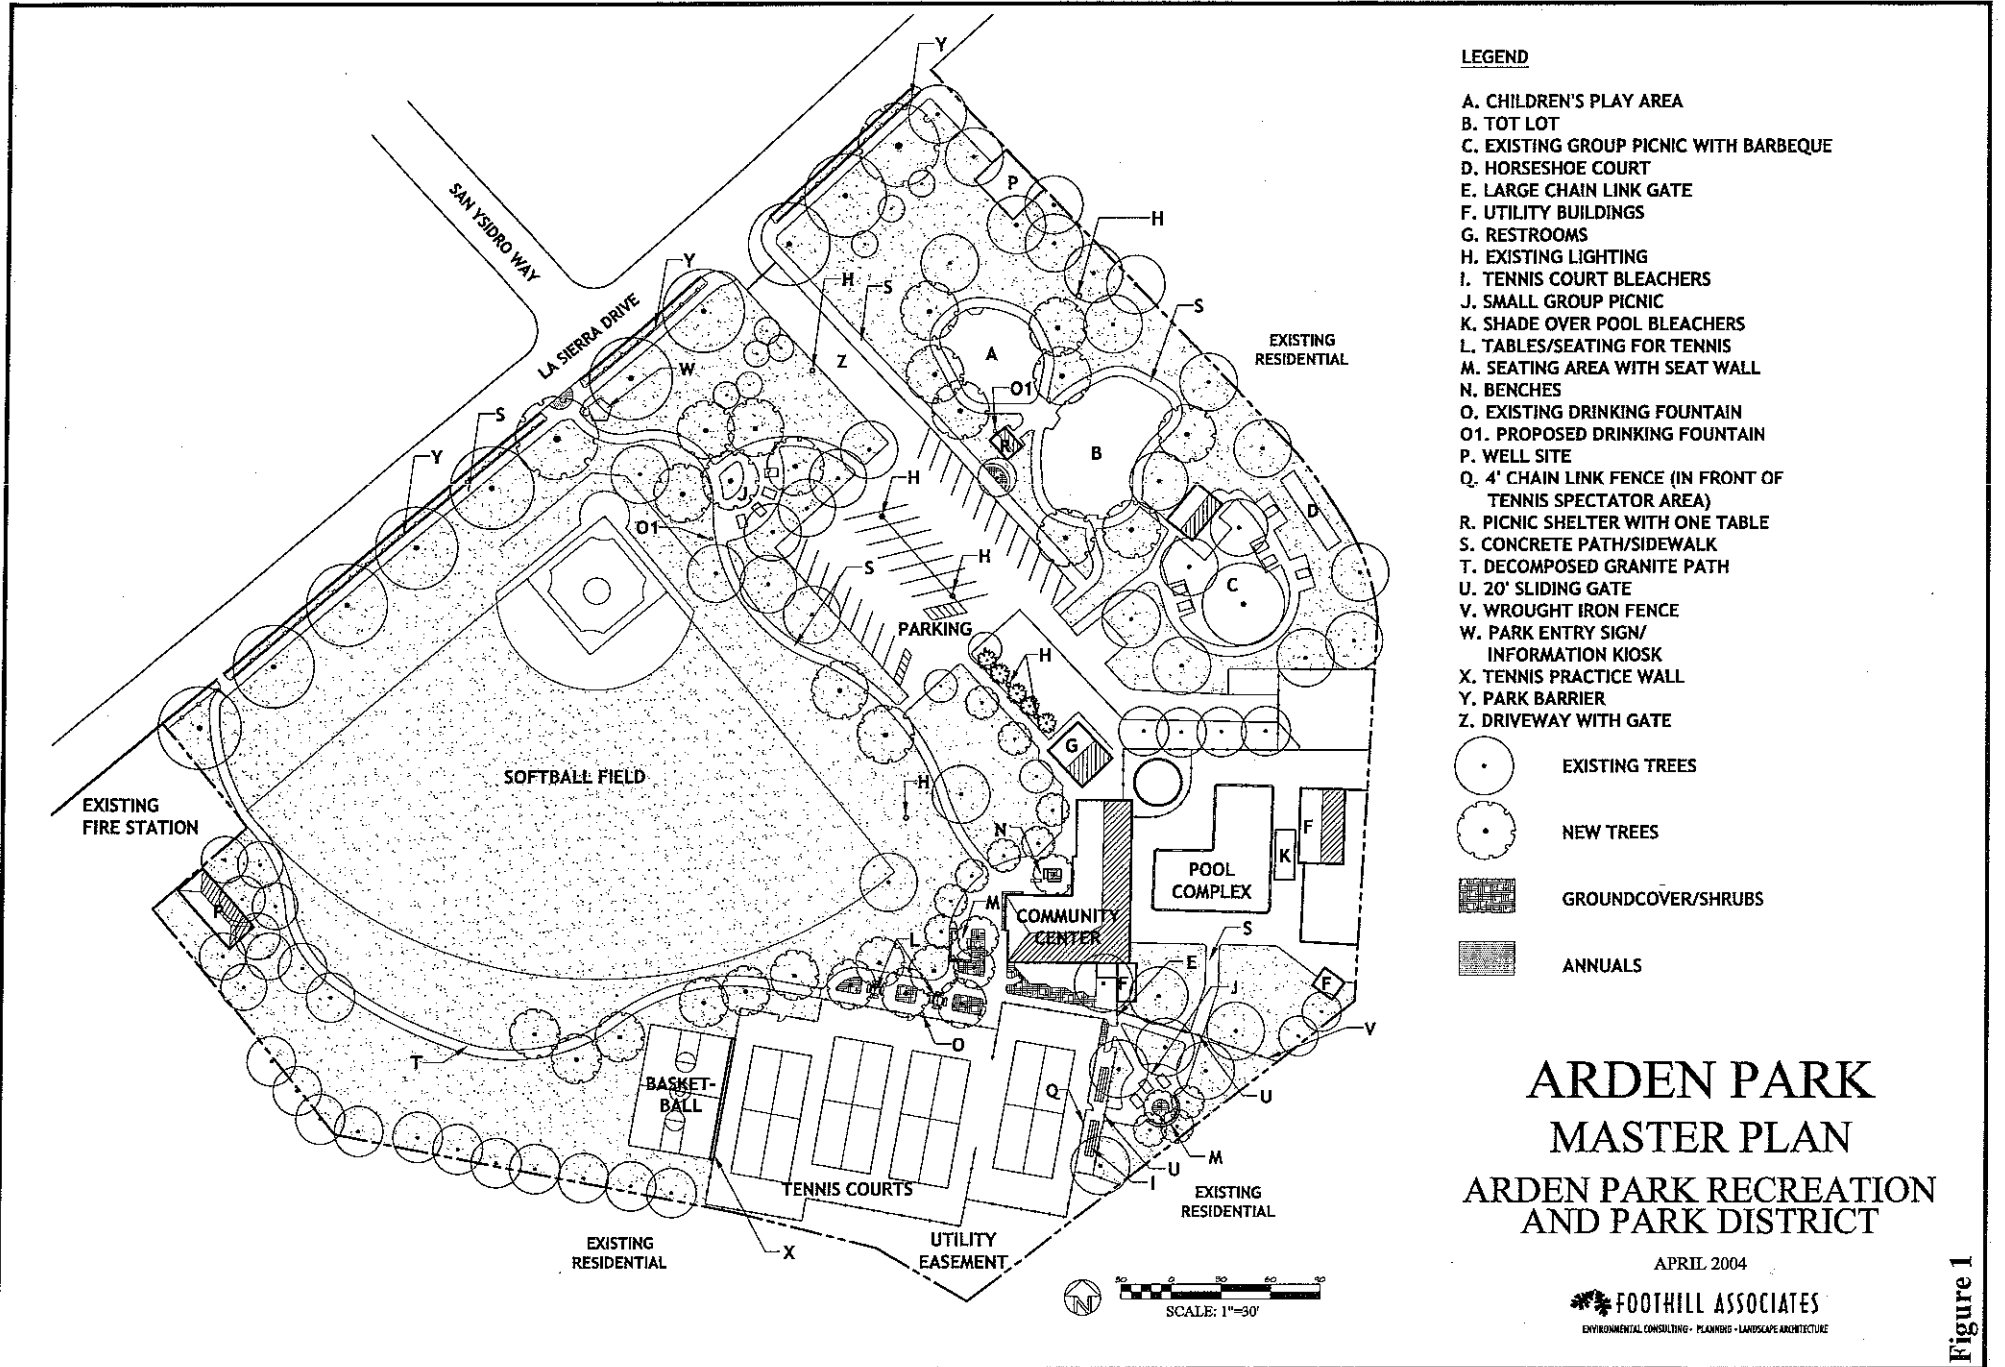 LEGEND
A. CHILDREN'S PLAY AREA
B. TOT LOT
C. EXISTING GROUP PICNIC WITH BARBEQUE
D. HORSESHOE COURT
E. LARGE CHAIN LINK GATE
F. UTILITY BUILDINGS
G. RESTROOMS
H. EXISTING LIGHTING
I. TENNIS COURT BLEACHERS
J. SMALL GROUP PICNIC
K. SHADE OVER POOL BLEACHERS
L. TABLES/SEATING FOR TENNIS
M. SEATING AREA WITH SEAT WALL
N. BENCHES
O. EXISTING DRINKING FOUNTAIN
O1. PROPOSED DRINKING FOUNTAIN
P. WELL SITE
Q. 4' CHAIN LINK FENCE (IN FRONT OF
TENNIS SPECTATOR AREA)
R. PICNIC SHELTER WITH ONE TABLE
S. CONCRETE PATH/SIDEWALK
T. DECOMPOSED GRANITE PATH
U. 20' SLIDING GATE
V. WROUGHT IRON FENCE
W. PARK ENTRY SIGN/
INFORMATION KIOSK
X. TENNIS PRACTICE WALL
Y. PARK BARRIER
Z. DRIVEWAY WITH GATE
EXISTING TREES
NEW TREES
GROUNDCOVER/SHRUBS
ANNUALS
ARDEN PARK
MASTER PLAN
ARDEN PARK RECREATION
AND PARK DISTRICT
APRIL 2004
FOOTHILL ASSOCIATES
ENVIRONMENTAL CONSULTING • PLANNING • LANDSCAPE ARCHITECTURE
Figure 1
Y
P
H
SAN YSIDRO WAY
Y
H
S
S
LA SIERRA DRIVE
EXISTING
RESIDENTIAL
A
Z
W
O1
S
R
B
Y
H
J
D
O1
H
S
C
PARKING
H
G
SOFTBALL FIELD
H
EXISTING
FIRE STATION
N
F
K
POOL
COMPLEX
P
M
COMMUNITY
CENTER
L
S
E
F
J
F
V
O
T
BASKET-
BALL
Q
U
M
U
I
TENNIS COURTS
EXISTING
RESIDENTIAL
X
EXISTING
RESIDENTIAL
UTILITY
EASEMENT
N
SCALE: 1"=30'